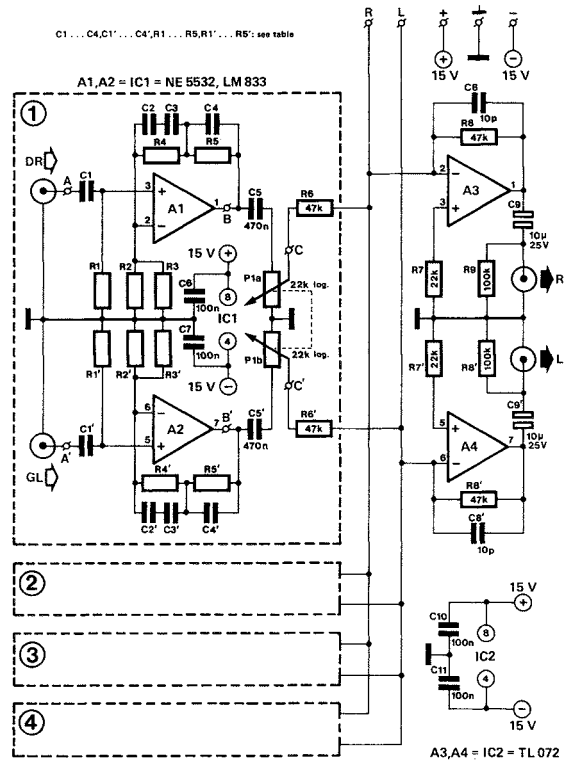 R L + -
15 V 15 V
C1 ... C4,C1' ... C4',R1 ... R5,R1' ... R5': see table
A1,A2 = IC1 = NE 5532, LM 833
1
C2 C3 C4
R4 R5
DR
A
C1
3
+
2
-
A1
1
B
C5
470n
R6
47k
C
R1 R2 R3
15 V
+
C6
100n
8
IC1
C7
100n
4
15 V
-
P1a
22k log.
P1b
22k log.
R1' R2' R3'
C'
C1'
A'
GL
6
-
5
+
A2
7
B'
C5'
470n
R6'
47k
R4' R5'
C2' C3' C4'
2
3
4
C8
10p
R8
47k
2
-
3
+
A3
1
C9
10µ
25V
R7
22k
R9
100k
R
R7'
22k
R8'
100k
L
C9'
10µ
25V
5
+
6
-
A4
7
R8'
47k
C8'
10p
15 V
+
C10
100n
8
IC2
C11
100n
4
-
15 V
A3,A4 = IC2 = TL 072